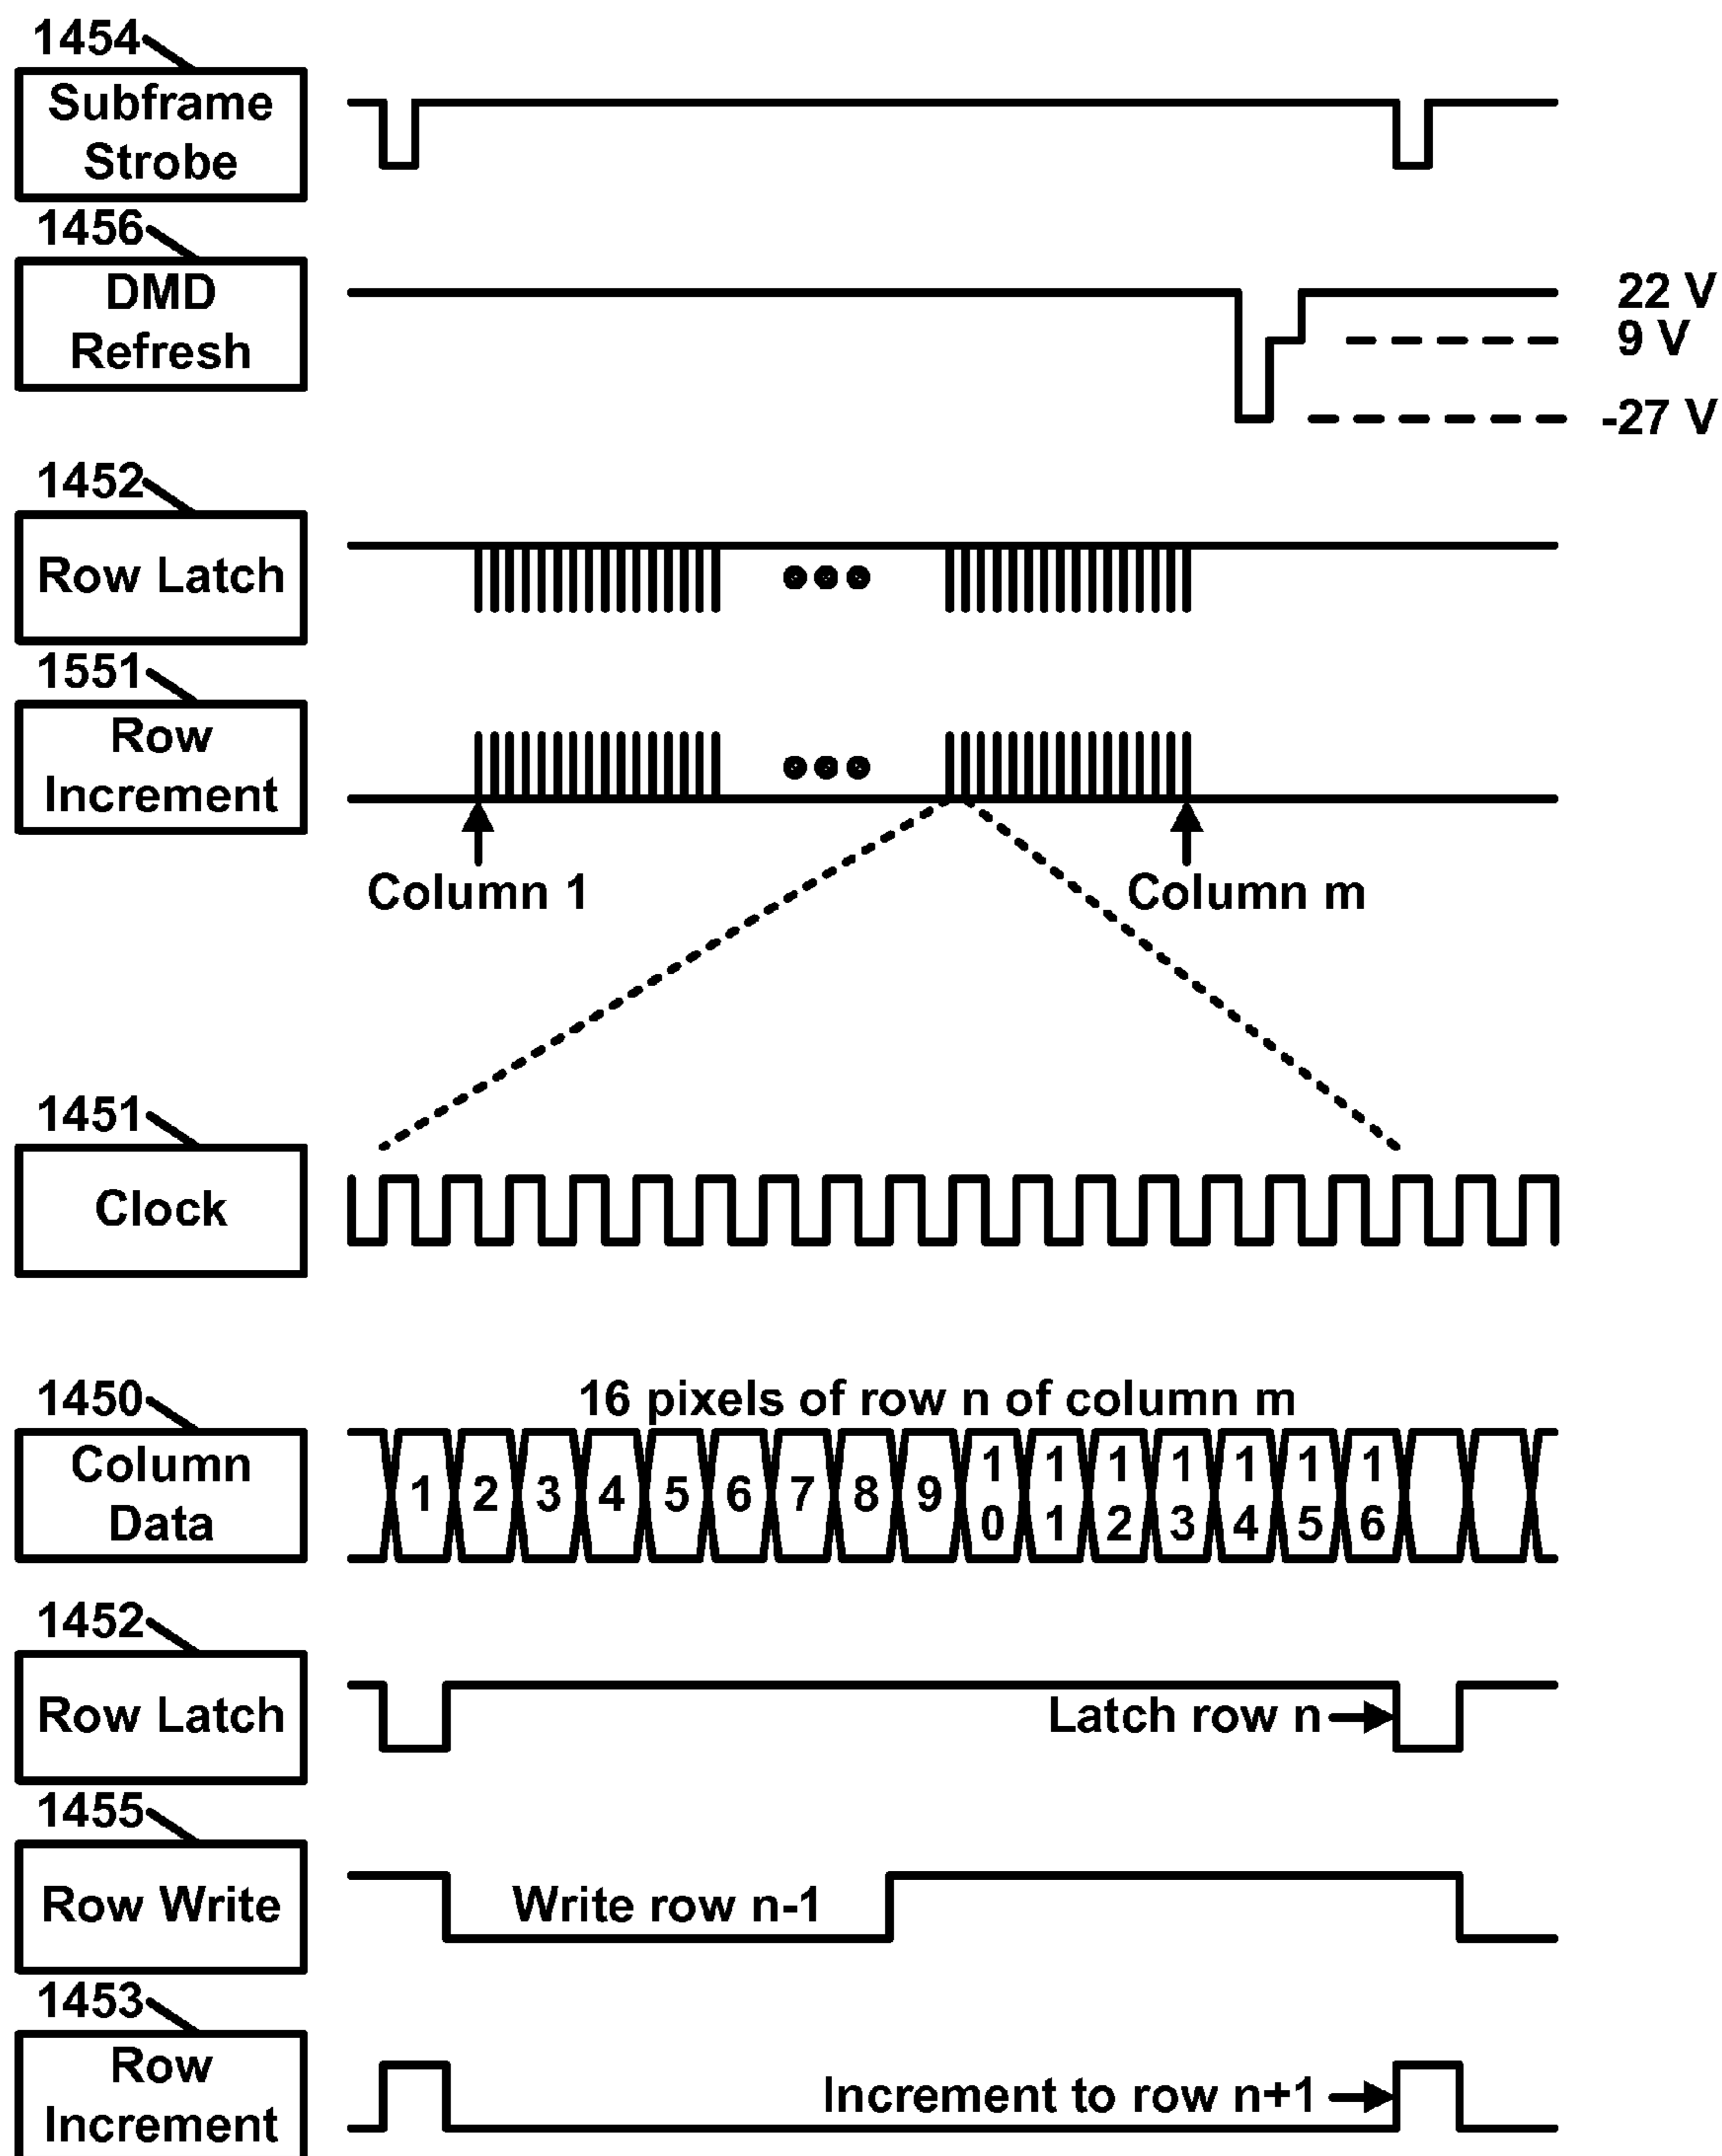 1454
Subframe
Strobe
1456
DMD
Refresh
22 V
9 V
-27 V
1452
Row Latch
1551
Row
Increment
Column 1
Column m
1451
Clock
1450
Column
Data
16 pixels of row n of column m
1 2 3 4 5 6 7 8 9 10 11 12 13 14 15 16
1452
Row Latch
Latch row n
1455
Row Write
Write row n-1
1453
Row
Increment
Increment to row n+1